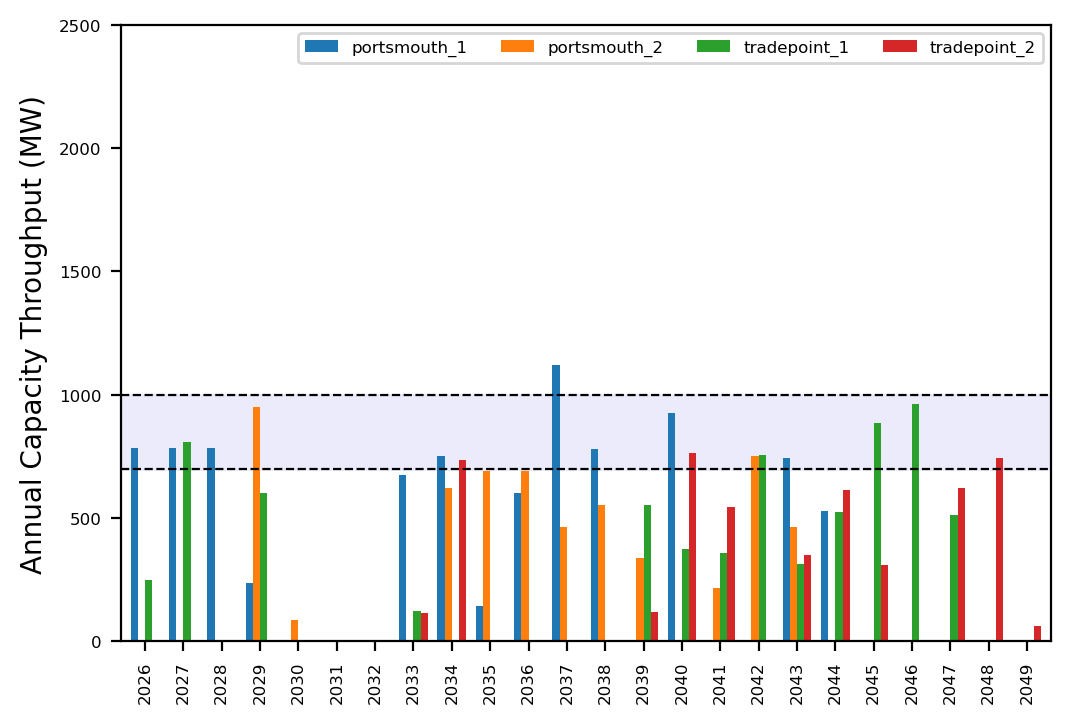 Annual Capacity Throughput (MW)
2500
2000
1500
1000
500
0
portsmouth_1 portsmouth_2 tradepoint_1 tradepoint_2
2026 2027 2028 2029 2030 2031 2032 2033 2034 2035 2036 2037 2038 2039 2040 2041 2042 2043 2044 2045 2046 2047 2048 2049